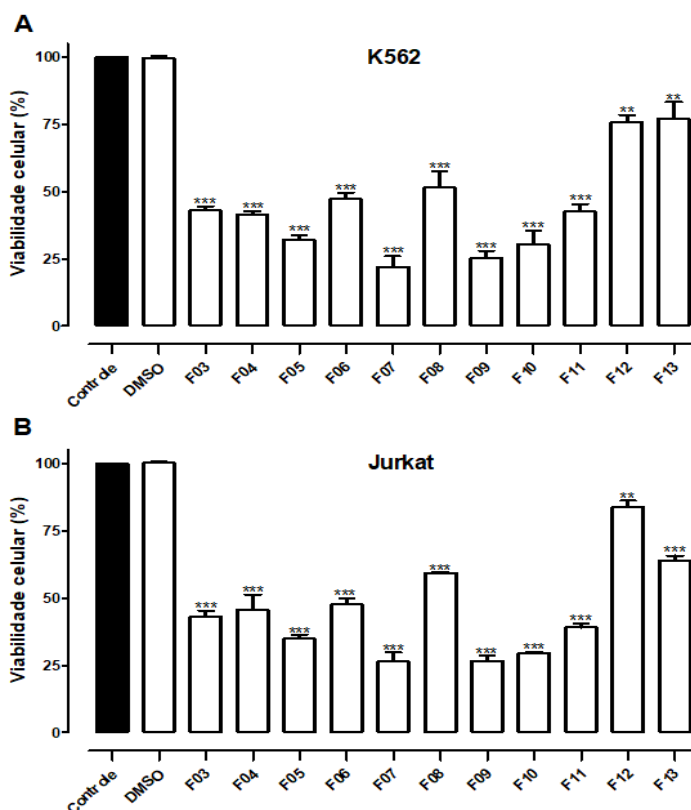 A
K562
Viabilidade celular (%)
100
75
50
25
0
*** *** *** *** *** *** *** *** *** ** **
Controle DMSO F03 F04 F05 F06 F07 F08 F09 F10 F11 F12 F13
B
Jurkat
Viabilidade celular (%)
100
75
50
25
0
*** *** *** *** *** *** *** *** *** ** ***
Controle DMSO F03 F04 F05 F06 F07 F08 F09 F10 F11 F12 F13